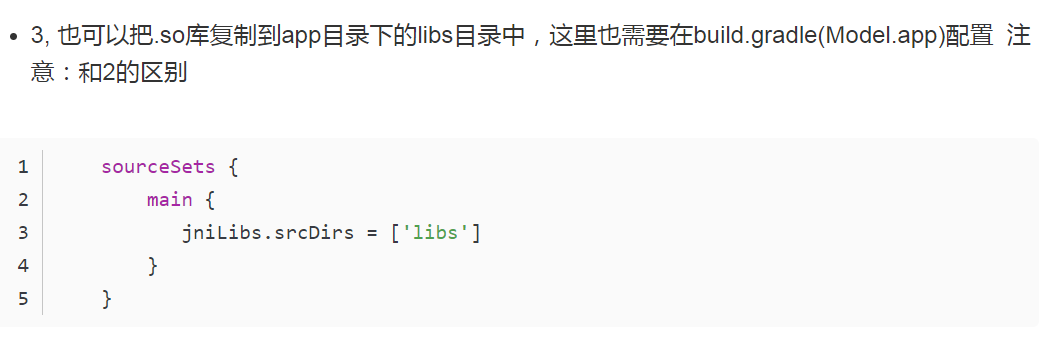 3, 也可以把.so库复制到app目录下的libs目录中，这里也需要在build.gradle(Model.app)配置 注
意：和2的区别
1 sourceSets {
2 main {
3 jniLibs.srcDirs = ['libs']
4 }
5 }